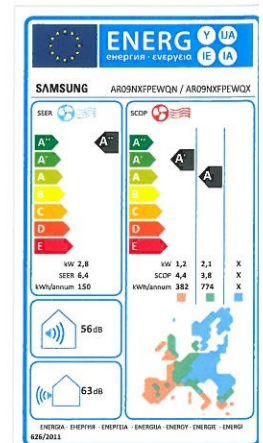 ENERG Y UA
енергия · ενεργεια IE IA
SAMSUNG AR09NXFPEWQN / AR09NXFPEWQX
SEER SCOP
A++ A++ A++
A+ A+ A+
A A A
B B
C C
D D
E E
kW 2,8 kW 1,2 2,1 X
SEER 6,4 SCOP 4,4 3,8 X
kWh/annum 150 kWh/annum 382 774 X
56dB
63dB
ENERGIA - ЕНЕРГИЯ - ΕΝΕΡΓΕΙΑ - ENERGIJA - ENERGY - ENERGIE - ENERGI
626/2011